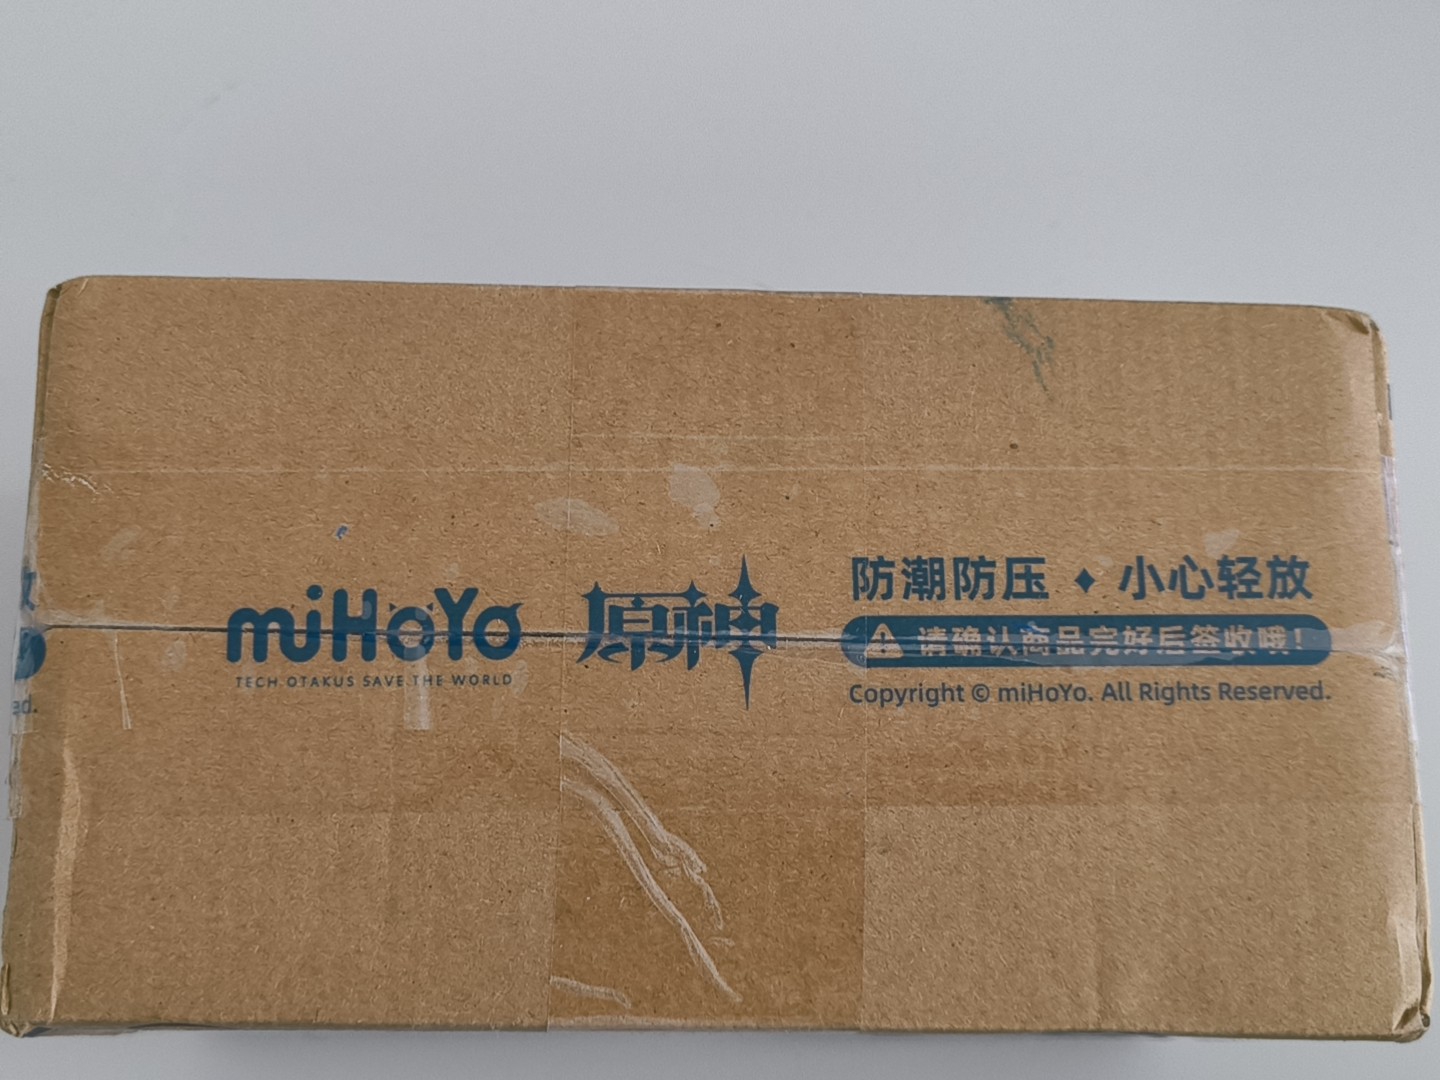 miHoYo
TECH OTAKUS SAVE THE WORLD
原神
防潮防压 ♦ 小心轻放
请确认商品完好后签收哦!
Copyright © miHoYo. All Rights Reserved.
ed.